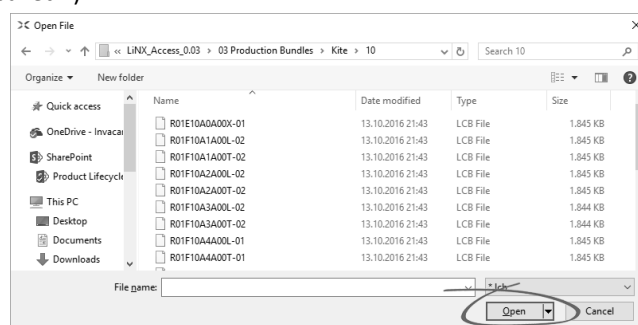 Open File
« LiNX_Access_0.03 › 03 Production Bundles › Kite › 10
Search 10
Organize
New folder
Name
Date modified
Type
Size
Quick access
OneDrive - Invacar
SharePoint
Product Lifecycle
This PC
Desktop
Documents
Downloads
R01E10A0A00X-01 13.10.2016 21:43 LCB File 1.845 KB
R01F10A1A00L-02 13.10.2016 21:43 LCB File 1.845 KB
R01F10A1A00T-02 13.10.2016 21:43 LCB File 1.845 KB
R01F10A2A00L-02 13.10.2016 21:43 LCB File 1.845 KB
R01F10A2A00T-02 13.10.2016 21:43 LCB File 1.845 KB
R01F10A3A00L-02 13.10.2016 21:43 LCB File 1.844 KB
R01F10A3A00T-02 13.10.2016 21:43 LCB File 1.844 KB
R01F10A4A00L-01 13.10.2016 21:43 LCB File 1.845 KB
R01F10A4A00T-01 13.10.2016 21:43 LCB File 1.845 KB
File name:
Open
Cancel